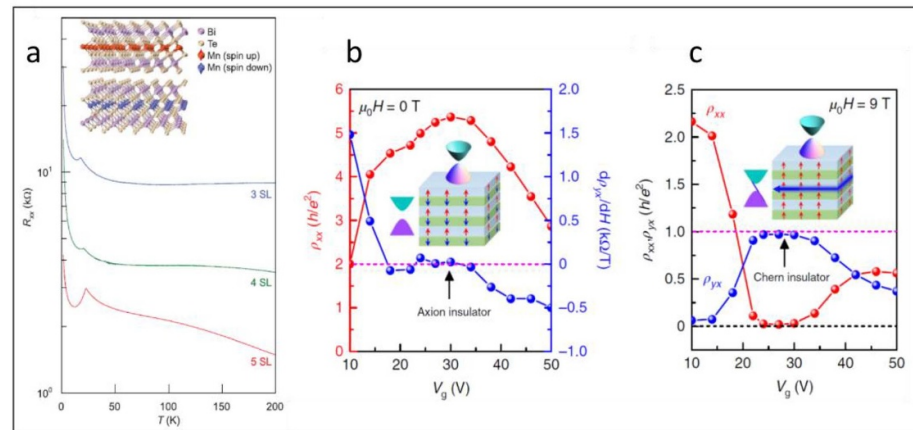 a
Bi
Te
Mn (spin up)
Mn (spin down)
R_xx (kΩ)
10¹
10⁰
3 SL
4 SL
5 SL
0
50
100
150
200
T (K)
b
μ₀H = 0 T
ρ_xx (h/e²)
6
5
4
3
2
1
0
dρ_yx/dH (kΩ/T)
2.0
1.5
1.0
0.5
0
−0.5
−1.0
Axion insulator
10
20
30
40
50
V_g (V)
c
μ₀H = 9 T
ρ_xx
ρ_xx,ρ_yx (h/e²)
2.5
2.0
1.5
1.0
0.5
0
ρ_yx
Chern insulator
10
20
30
40
50
V_g (V)